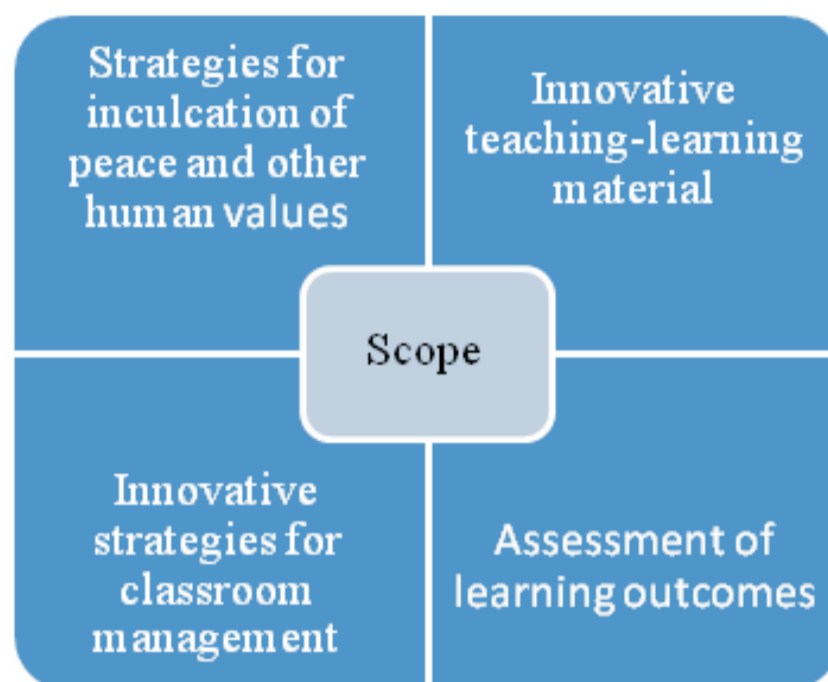 Strategies for
inculcation of
peace and other
human values
Innovative
teaching-learning
material
Scope
Innovative
strategies for
classroom
management
Assessment of
learning outcomes